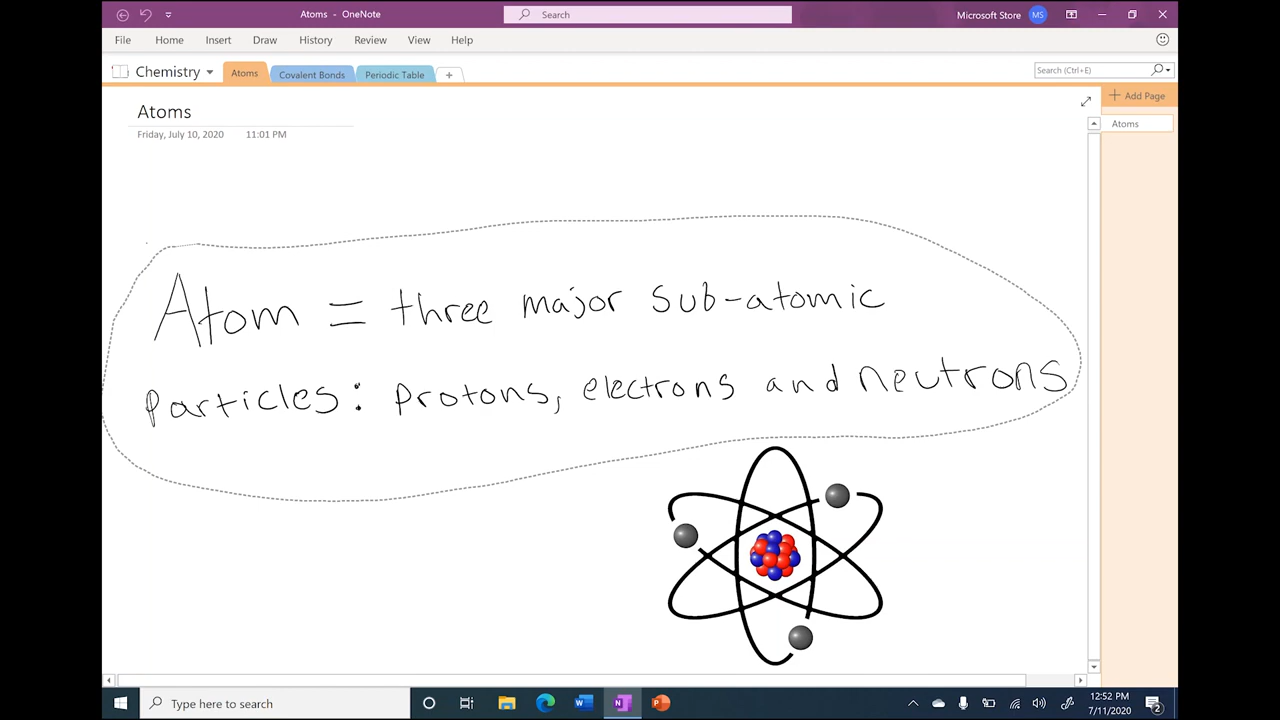 Atoms - OneNote
Search
Microsoft Store MS
File Home Insert Draw History Review View Help
Chemistry Atoms Covalent Bonds Periodic Table +
Search (Ctrl+E)
Atoms
Friday, July 10, 2020 11:01 PM
+ Add Page
Atoms
Atom = three major sub-atomic
particles: protons, electrons and neutrons
Type here to search
12:52 PM
7/11/2020
2